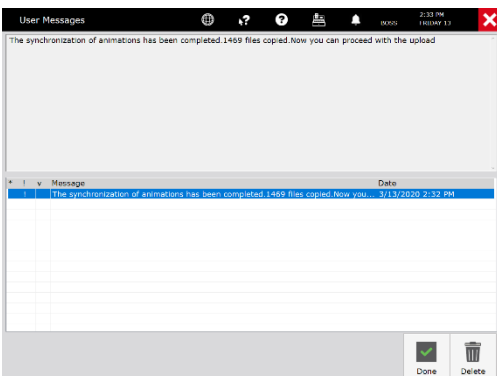 User Messages
BOSS
2:33 PM
FRIDAY 13
The synchronization of animations has been completed.1469 files copied.Now you can proceed with the upload
* ! v Message Date
! The synchronization of animations has been completed.1469 files copied.Now you... 3/13/2020 2:32 PM
Done Delete